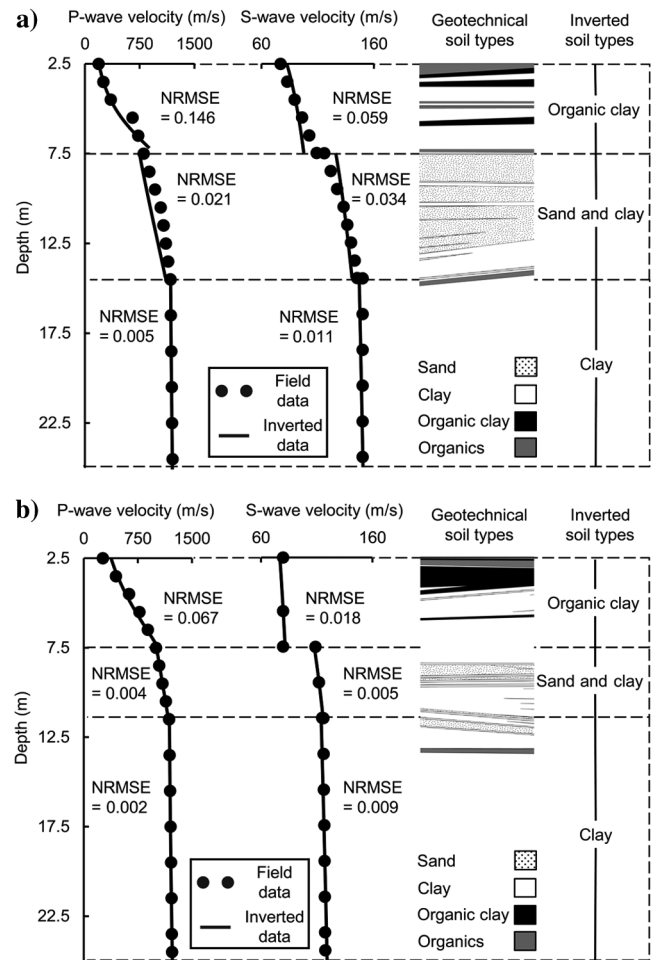 a)
P-wave velocity (m/s)
S-wave velocity (m/s)
Geotechnical
soil types
Inverted
soil types
0 750 1500
60 160
2.5
7.5
12.5
17.5
22.5
Depth (m)
NRMSE
= 0.146
NRMSE
= 0.059
NRMSE
= 0.021
NRMSE
= 0.034
NRMSE
= 0.005
NRMSE
= 0.011
Organic clay
Sand and clay
Clay
Field
data
Inverted
data
Sand
Clay
Organic clay
Organics
b)
P-wave velocity (m/s)
S-wave velocity (m/s)
Geotechnical
soil types
Inverted
soil types
0 750 1500
60 160
2.5
7.5
12.5
17.5
22.5
Depth (m)
NRMSE
= 0.067
NRMSE
= 0.018
NRMSE
= 0.004
NRMSE
= 0.005
NRMSE
= 0.002
NRMSE
= 0.009
Organic clay
Sand and clay
Clay
Field
data
Inverted
data
Sand
Clay
Organic clay
Organics